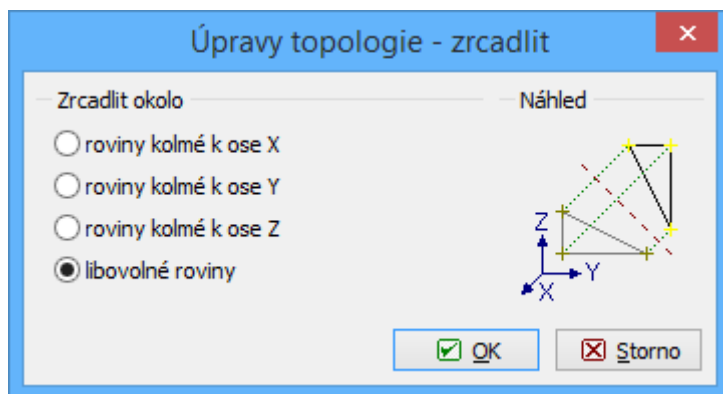 Úpravy topologie - zrcadlit
Zrcadlit okolo
Náhled
roviny kolmé k ose X
roviny kolmé k ose Y
roviny kolmé k ose Z
libovolné roviny
Z
Y
X
OK
Storno